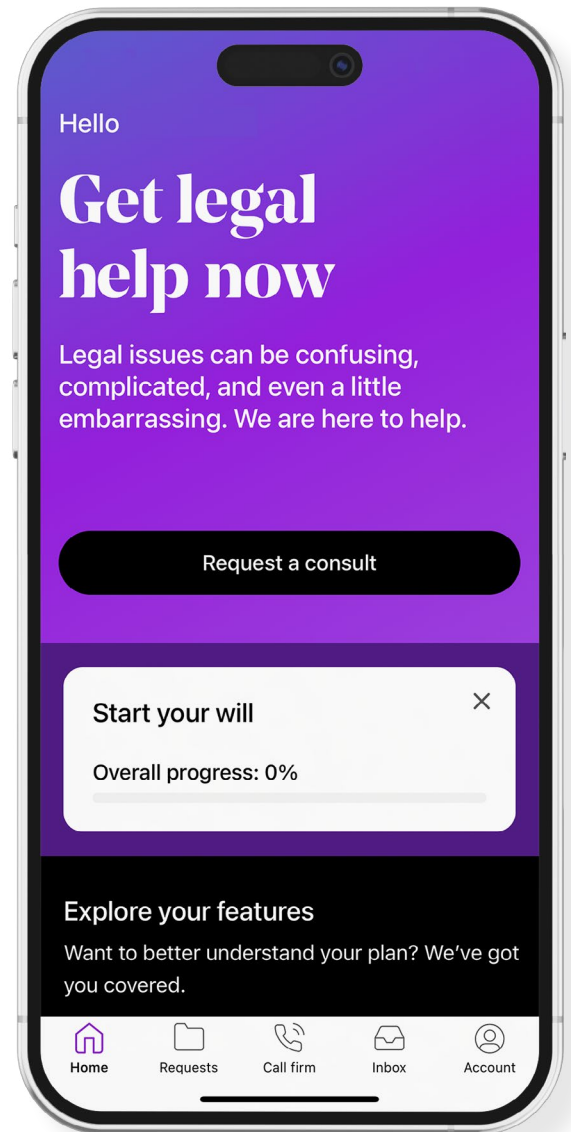 Hello
Get legal
help now
Legal issues can be confusing,
complicated, and even a little
embarrassing. We are here to help.
Request a consult
Start your will
Overall progress: 0%
Explore your features
Want to better understand your plan? We’ve got
you covered.
Home
Requests
Call firm
Inbox
Account